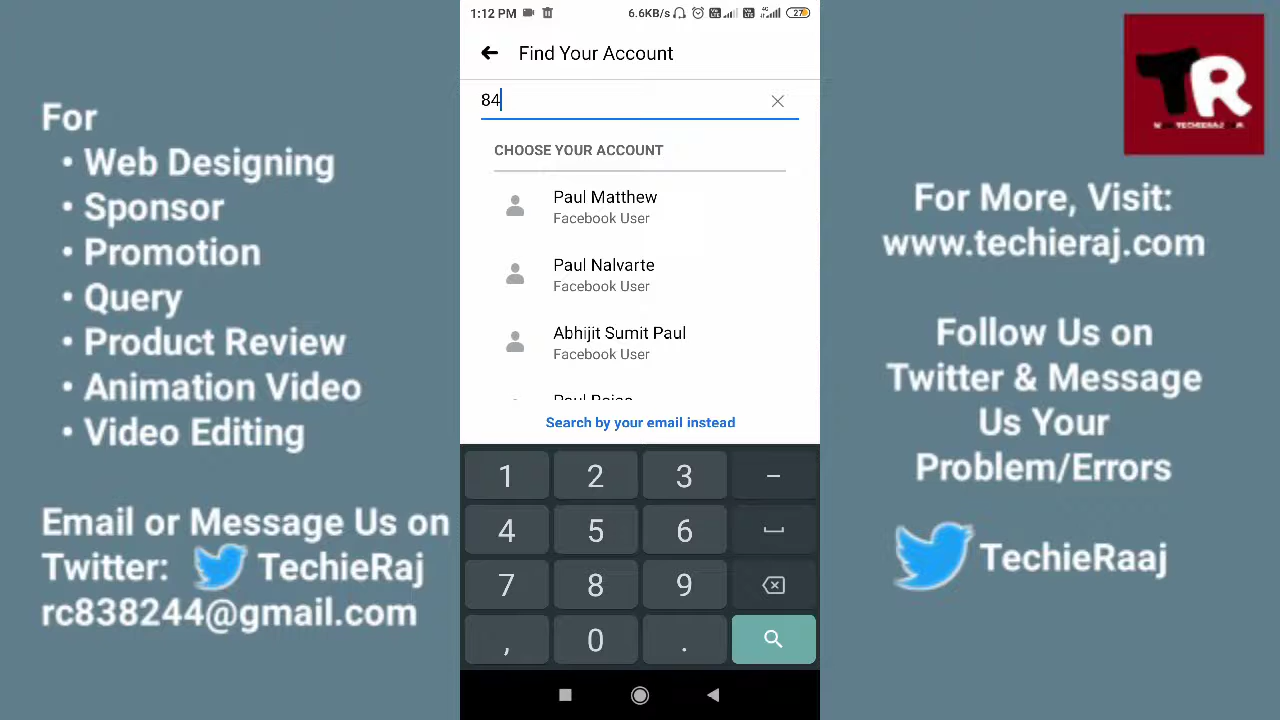 For
• Web Designing
• Sponsor
• Promotion
• Query
• Product Review
• Animation Video
• Video Editing
Email or Message Us on
Twitter: TechieRaj
rc838244@gmail.com
1:12 PM 6.6KB/s 4G 27
Find Your Account
84
CHOOSE YOUR ACCOUNT
Paul Matthew
Facebook User
Paul Nalvarte
Facebook User
Abhijit Sumit Paul
Facebook User
Search by your email instead
1 2 3 –
4 5 6
7 8 9
, 0 .
TR
For More, Visit:
www.techieraj.com
Follow Us on
Twitter & Message
Us Your
Problem/Errors
TechieRaaj